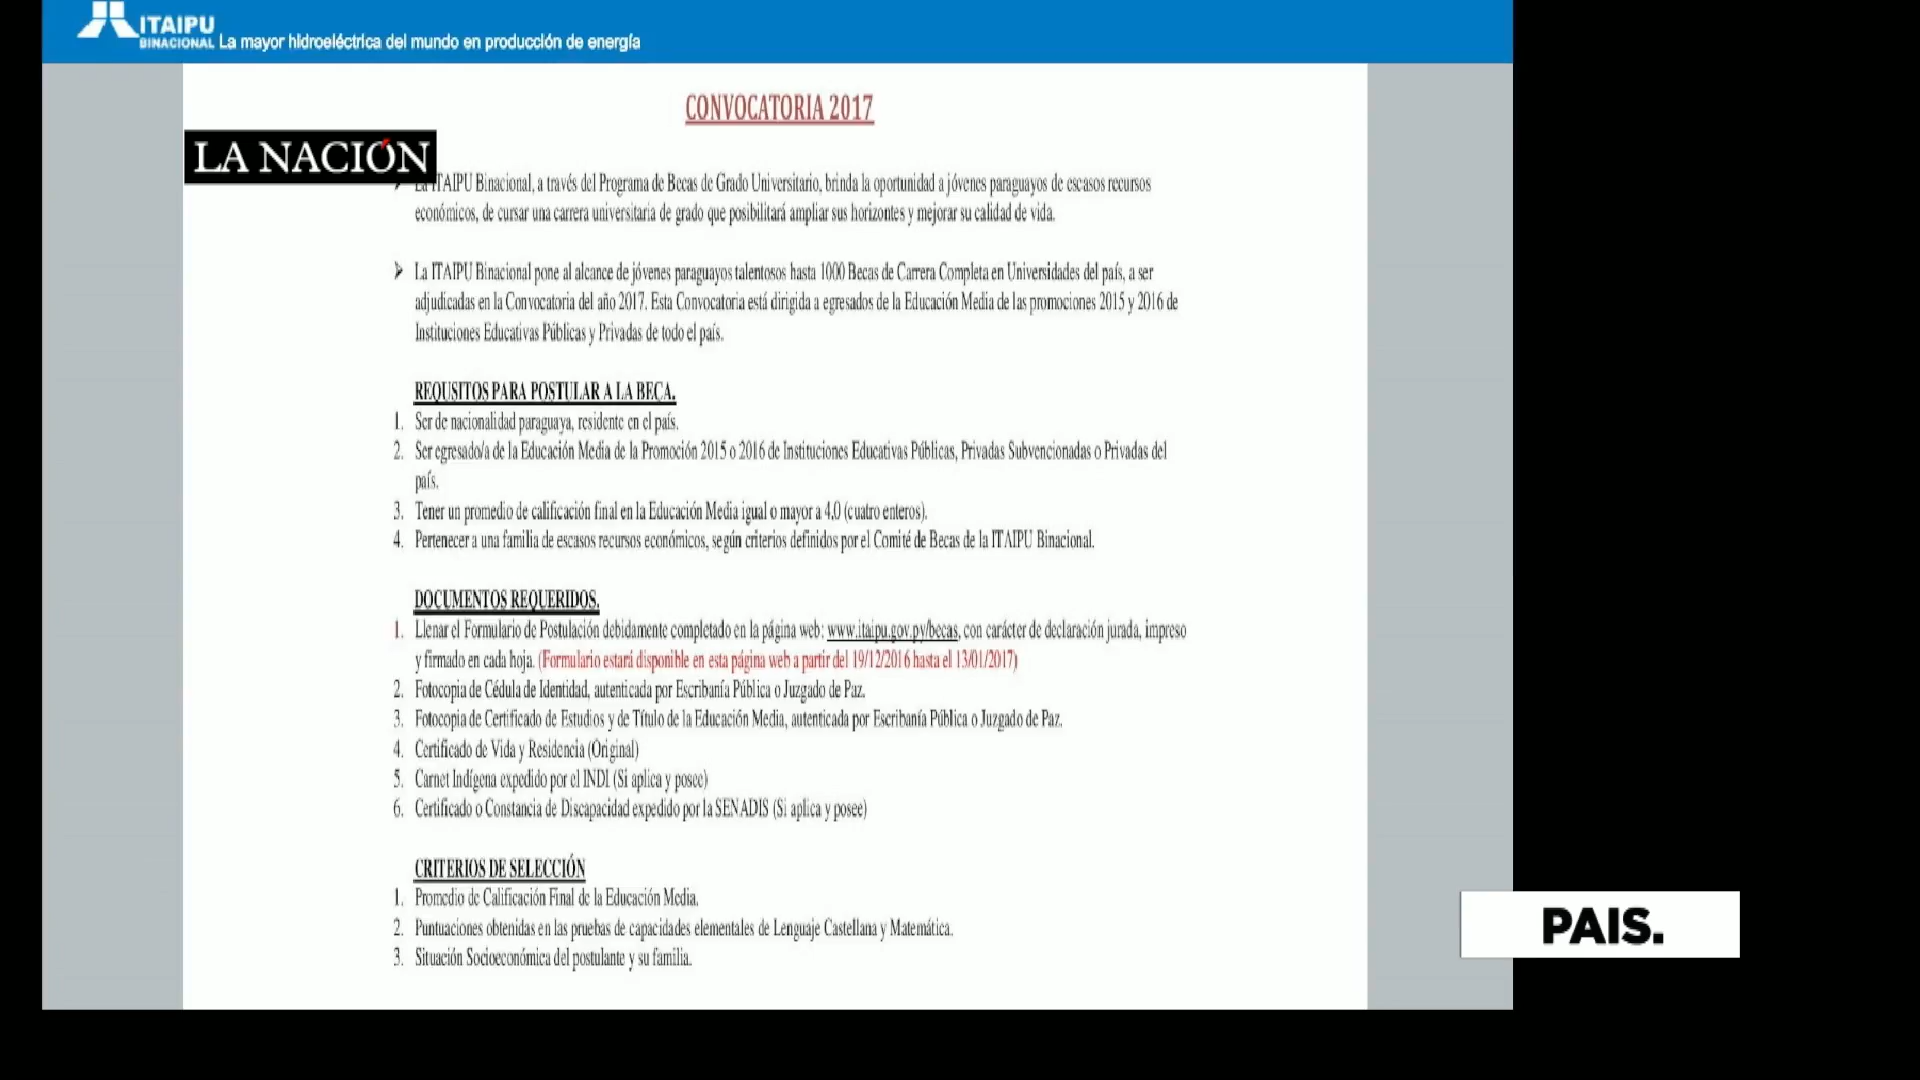 ITAIPU
BINACIONAL La mayor hidroeléctrica del mundo en producción de energía
CONVOCATORIA 2017
LA NACIÓN
La ITAIPU Binacional, a través del Programa de Becas de Grado Universitario, brinda la oportunidad a jóvenes paraguayos de escasos recursos
económicos, de cursar una carrera universitaria de grado que posibilitará ampliar sus horizontes y mejorar su calidad de vida.
➤ La ITAIPU Binacional pone al alcance de jóvenes paraguayos talentosos hasta 1000 Becas de Carrera Completa en Universidades del país, a ser
adjudicadas en la Convocatoria del año 2017. Esta Convocatoria está dirigida a egresados de la Educación Media de las promociones 2015 y 2016 de
Instituciones Educativas Públicas y Privadas de todo el país.
REQUSITOS PARA POSTULAR A LA BECA.
1. Ser de nacionalidad paraguaya, residente en el país.
2. Ser egresado/a de la Educación Media de la Promoción 2015 o 2016 de Instituciones Educativas Públicas, Privadas Subvencionadas o Privadas del
país.
3. Tener un promedio de calificación final en la Educación Media igual o mayor a 4,0 (cuatro enteros).
4. Pertenecer a una familia de escasos recursos económicos, según criterios definidos por el Comité de Becas de la ITAIPU Binacional.
DOCUMENTOS REQUERIDOS.
1. Llenar el Formulario de Postulación debidamente completado en la página web: www.itaipu.gov.py/becas, con carácter de declaración jurada, impreso
y firmado en cada hoja. (Formulario estará disponible en esta página web a partir del 19/12/2016 hasta el 13/01/2017)
2. Fotocopia de Cédula de Identidad, autenticada por Escribanía Pública o Juzgado de Paz.
3. Fotocopia de Certificado de Estudios y de Título de la Educación Media, autenticada por Escribanía Pública o Juzgado de Paz.
4. Certificado de Vida y Residencia (Original)
5. Carnet Indígena expedido por el INDI (Si aplica y posee)
6. Certificado o Constancia de Discapacidad expedido por la SENADIS (Si aplica y posee)
CRITERIOS DE SELECCIÓN
1. Promedio de Calificación Final de la Educación Media.
2. Puntuaciones obtenidas en las pruebas de capacidades elementales de Lenguaje Castellana y Matemática.
3. Situación Socioeconómica del postulante y su familia.
PAIS.